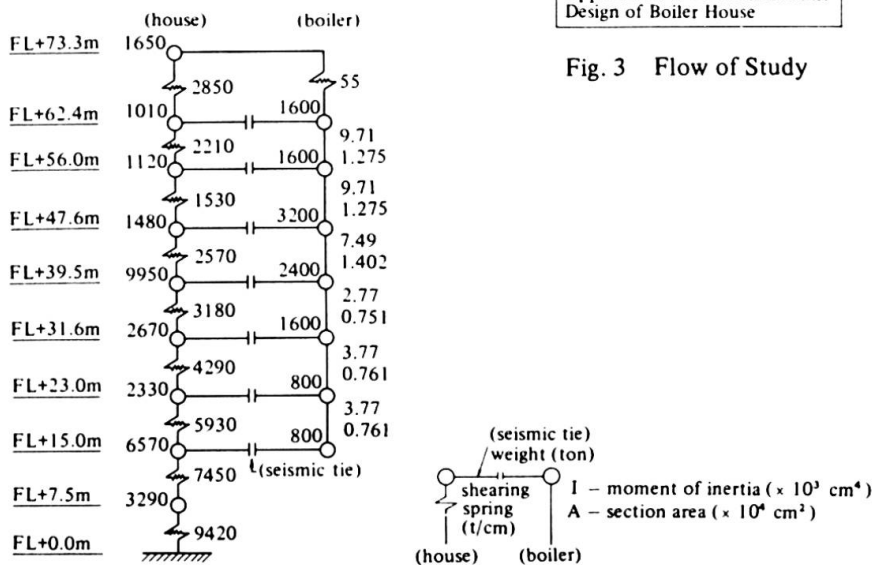 Design of Boiler House
Fig. 3 Flow of Study
(house) (boiler)
FL+73.3m 1650
2850 55
FL+62.4m 1010 1600
2210 9.71
1.275
FL+56.0m 1120 1600
1530 9.71
1.275
FL+47.6m 1480 3200
2570 7.49
1.402
FL+39.5m 9950 2400
3180 2.77
0.751
FL+31.6m 2670 1600
4290 3.77
0.761
FL+23.0m 2330 800
5930 3.77
0.761
FL+15.0m 6570 800
(seismic tie)
7450
FL+7.5m 3290
9420
FL+0.0m
(seismic tie)
weight (ton)
shearing
spring
(t/cm)
(house) (boiler)
I – moment of inertia (× 10³ cm⁴)
A – section area (× 10⁴ cm²)